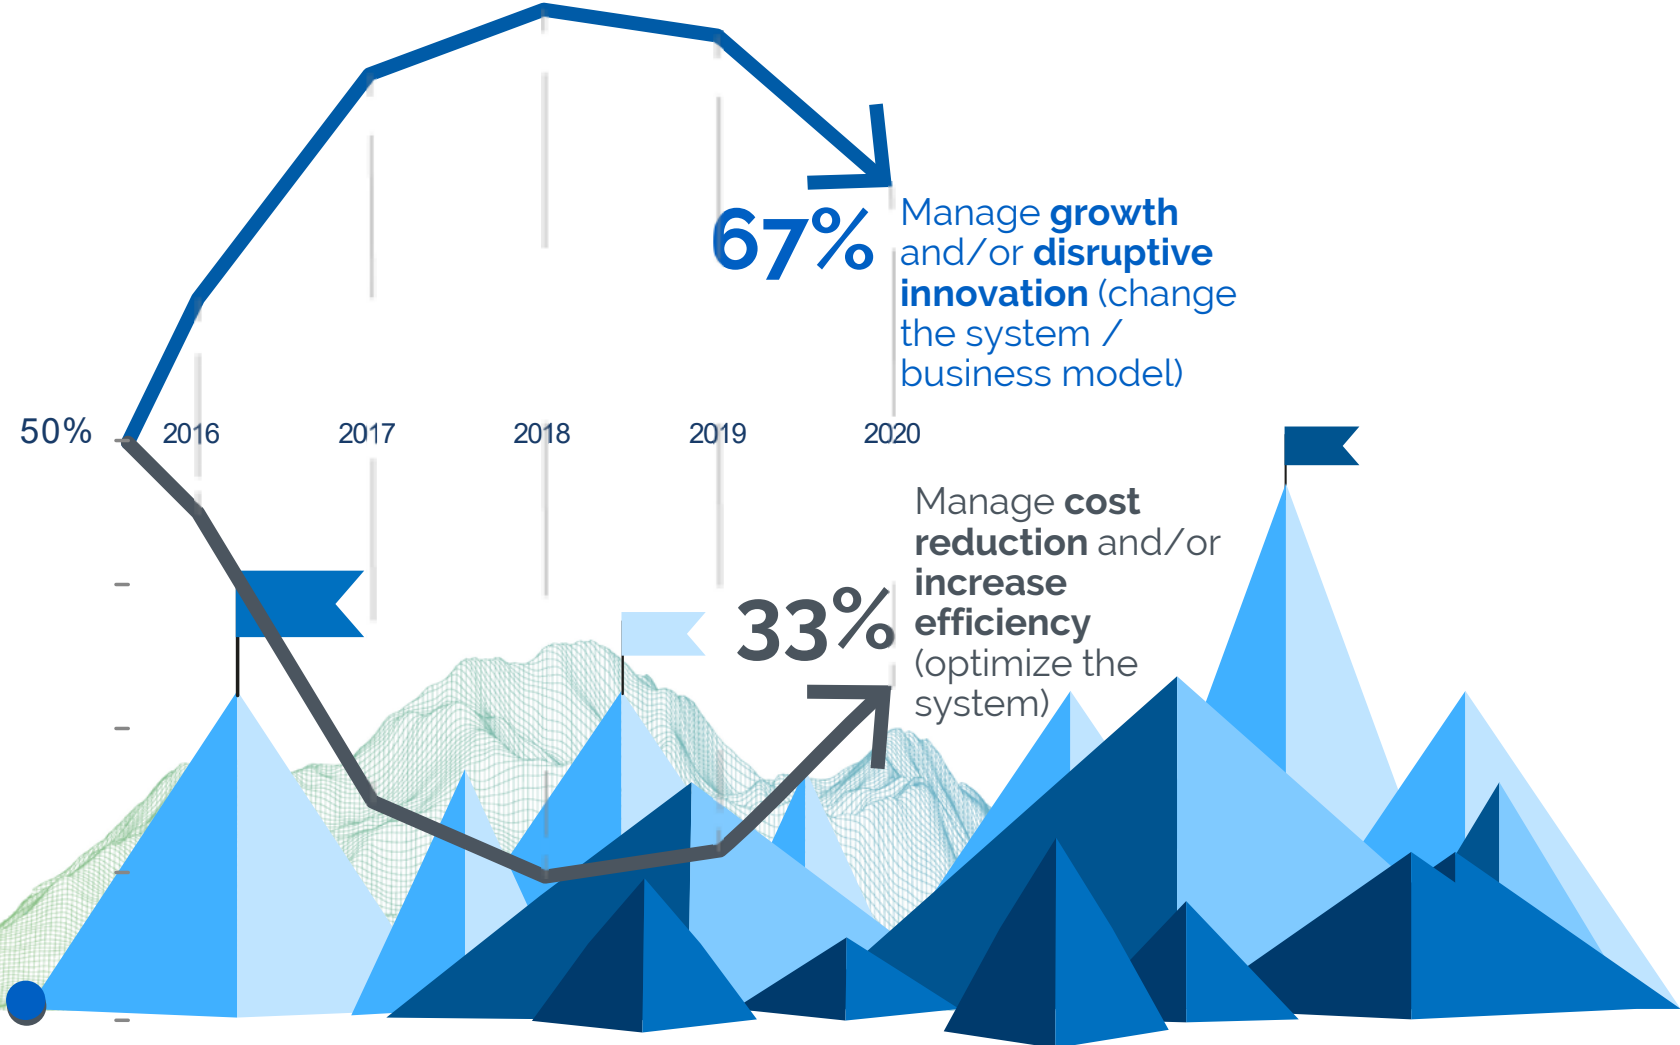 67%
Manage growth
and/or disruptive
innovation (change
the system /
business model)
50%
2016
2017
2018
2019
2020
33%
Manage cost
reduction and/or
increase
efficiency
(optimize the
system)